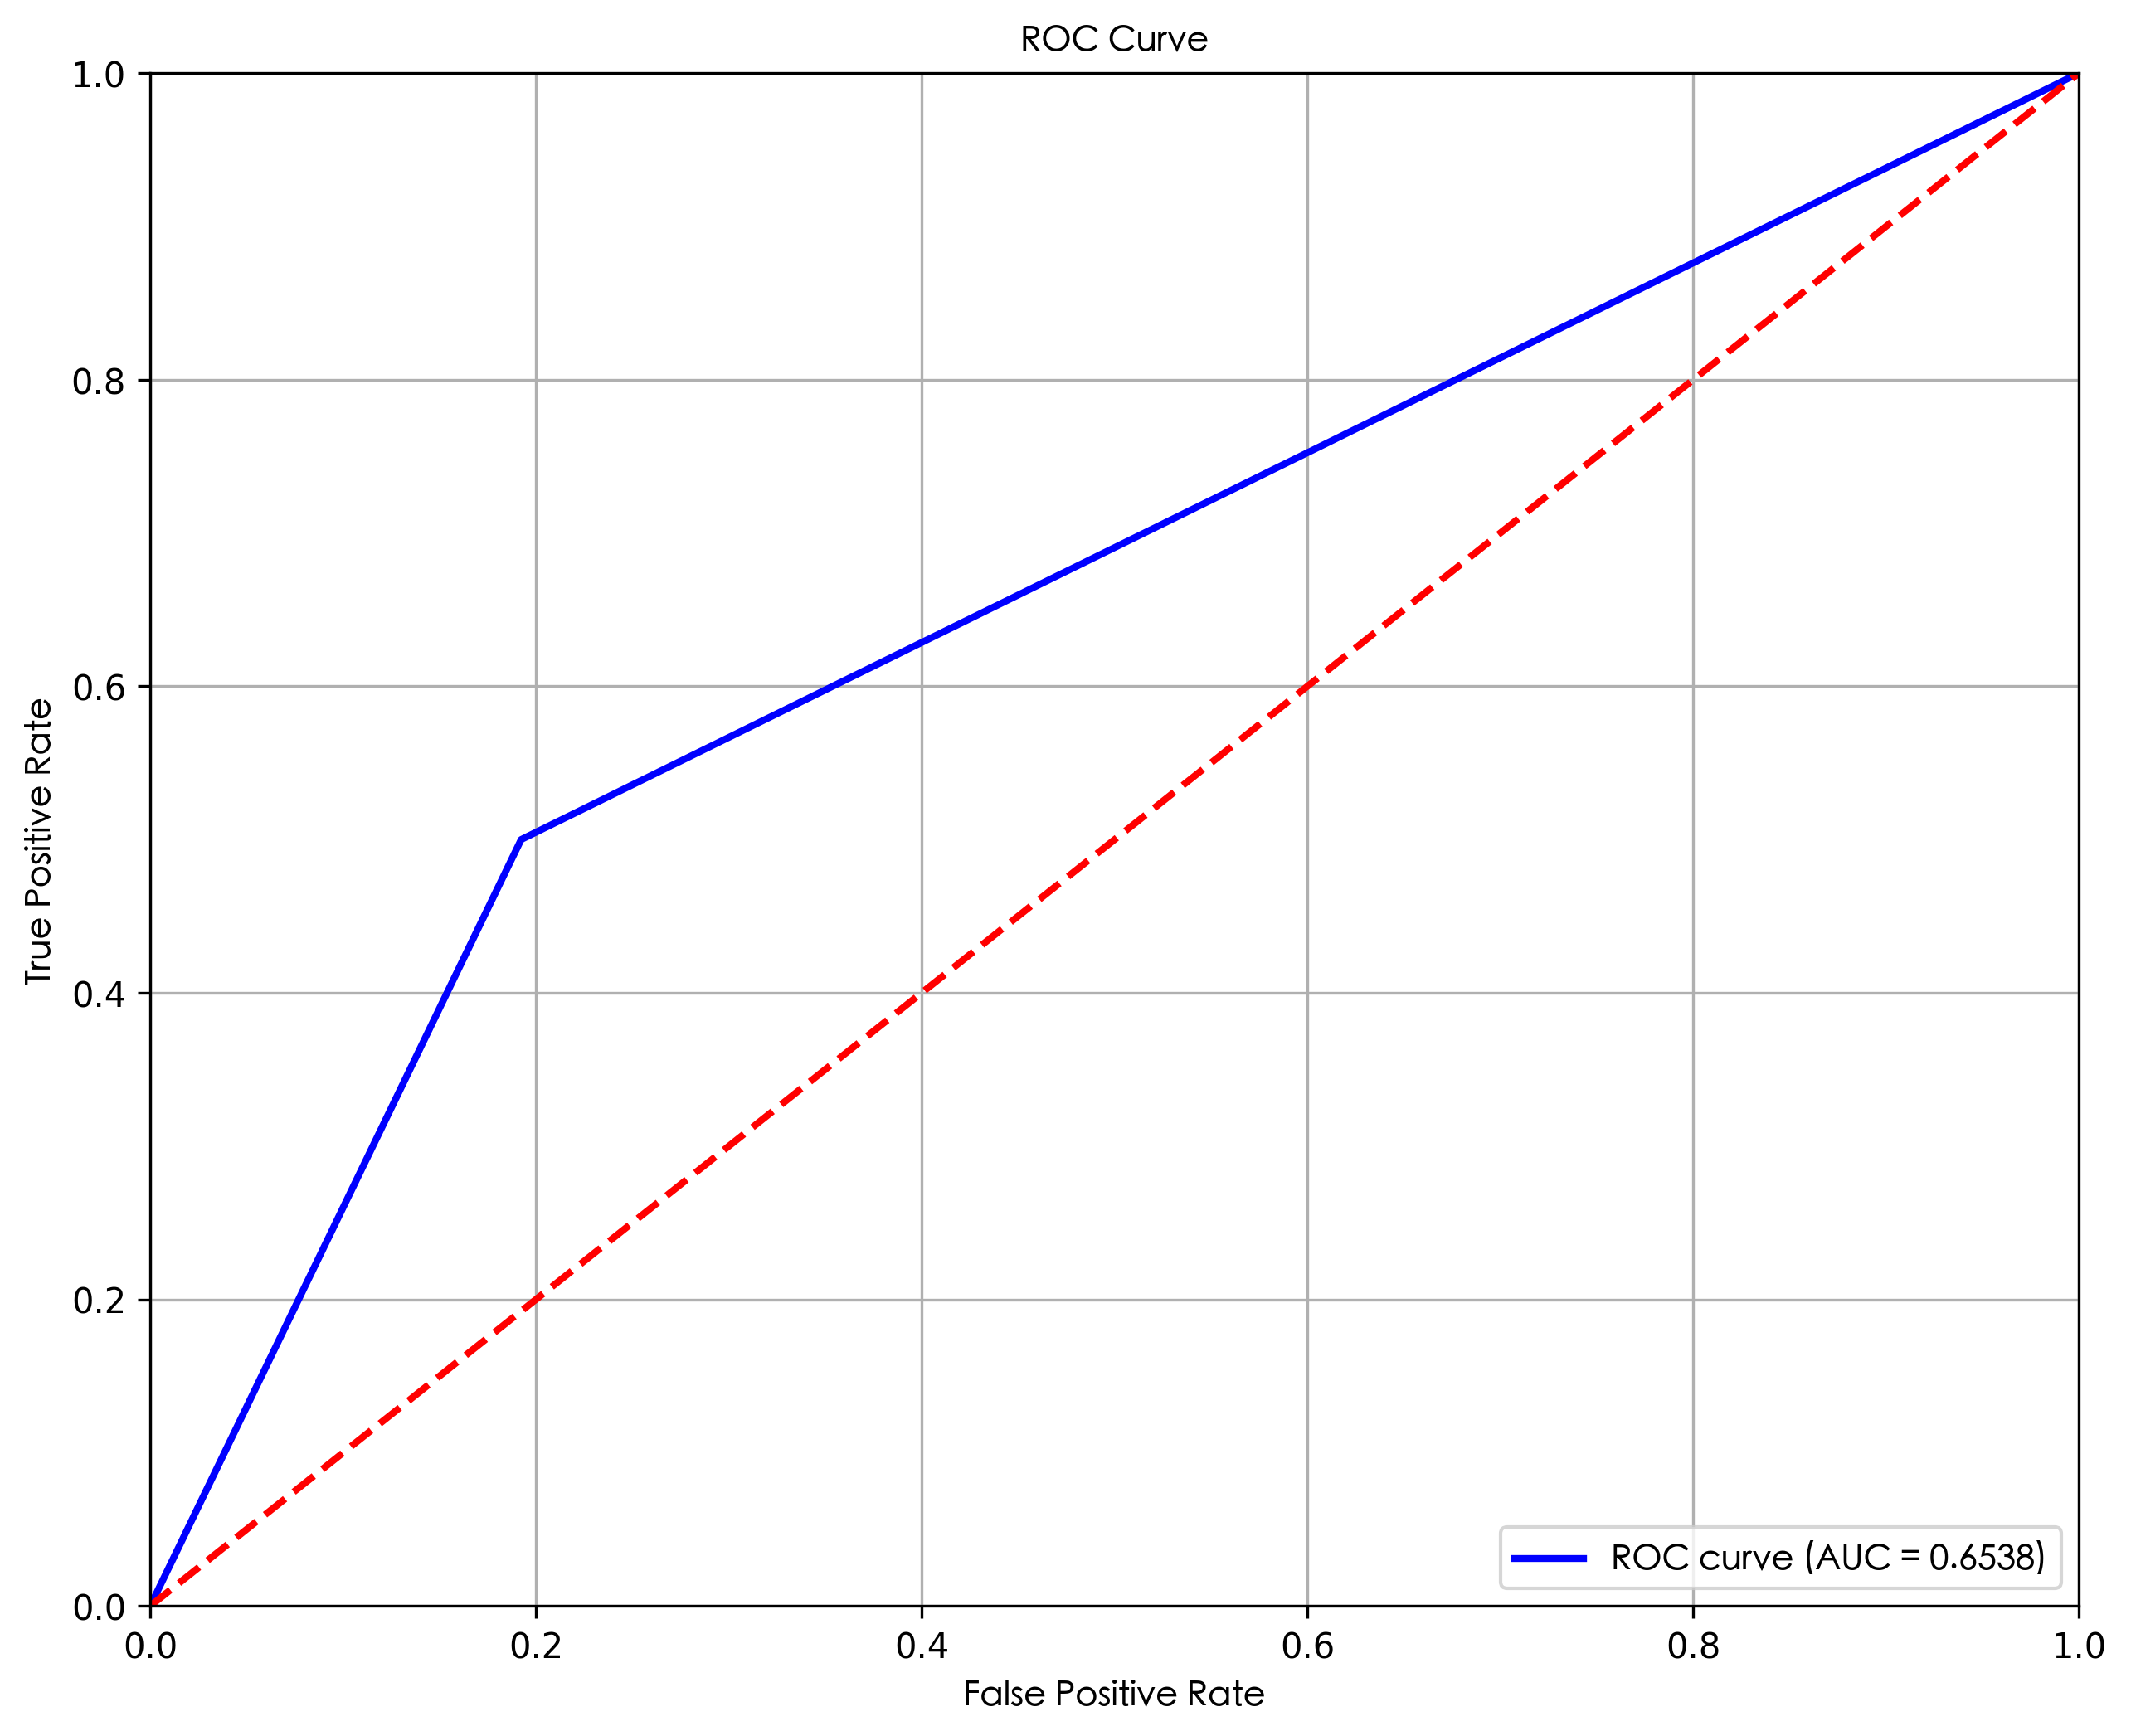 ROC Curve
1.0
0.8
0.6
0.4
0.2
0.0
True Positive Rate
ROC curve (AUC = 0.6538)
0.0 0.2 0.4 0.6 0.8 1.0
False Positive Rate